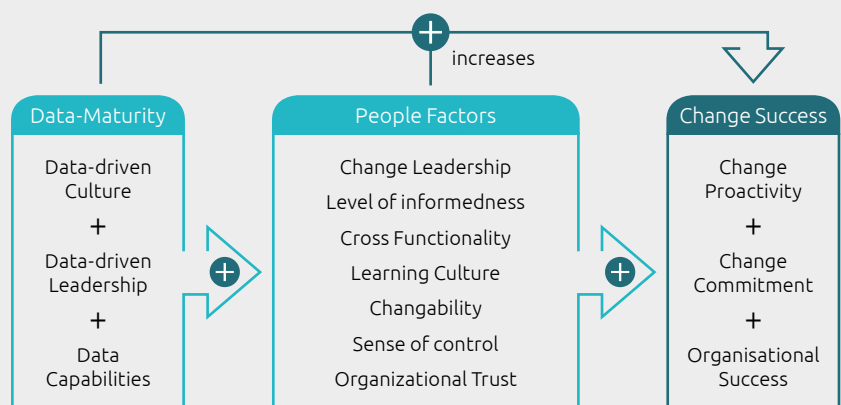 +
increases
Data-Maturity
Data-driven
Culture
+
Data-driven
Leadership
+
Data
Capabilities
+
People Factors
Change Leadership
Level of informedness
Cross Functionality
Learning Culture
Changability
Sense of control
Organizational Trust
+
Change Success
Change
Proactivity
+
Change
Commitment
+
Organisational
Success